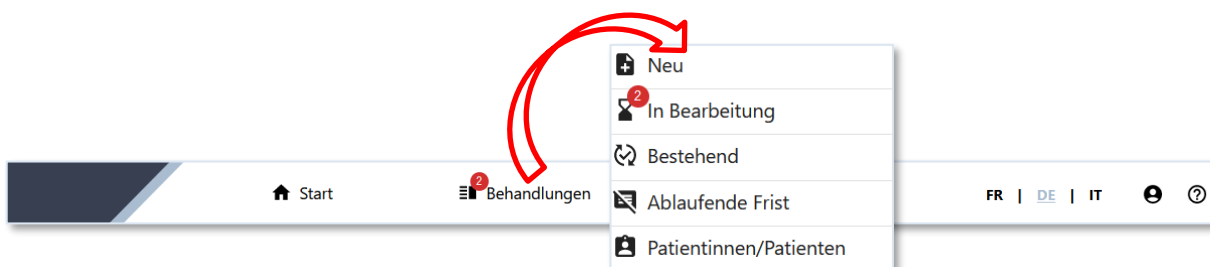 Neu
2
In Bearbeitung
Bestehend
Start
2
Behandlungen
Ablaufende Frist
FR | DE | IT
Patientinnen/Patienten